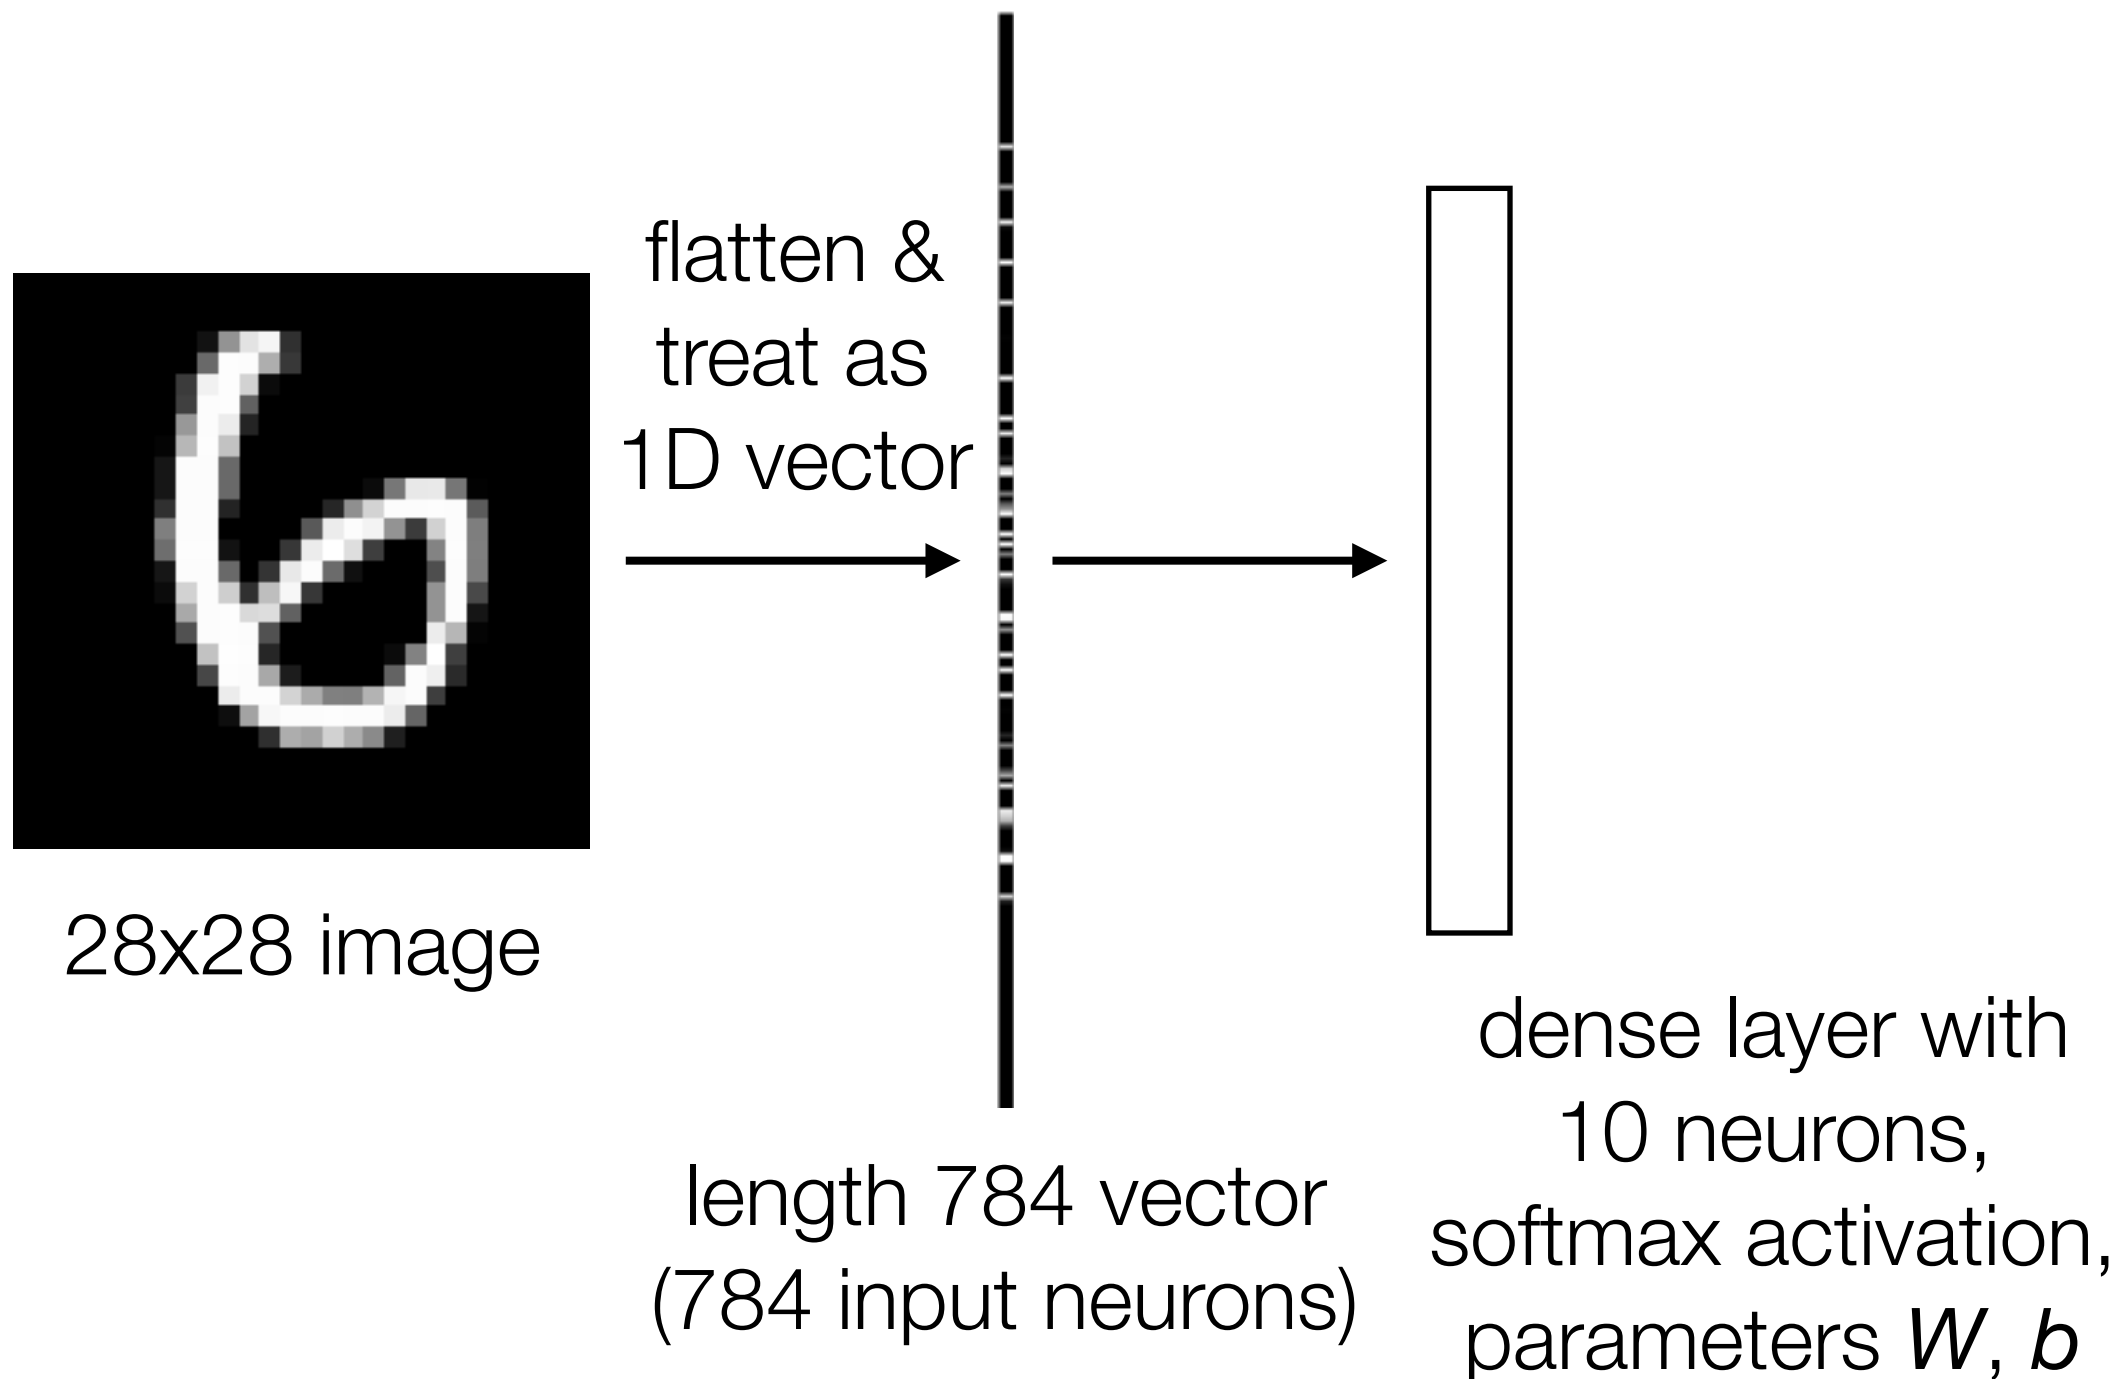 flatten &
treat as
1D vector
28x28 image
length 784 vector
(784 input neurons)
dense layer with
10 neurons,
softmax activation,
parameters W, b